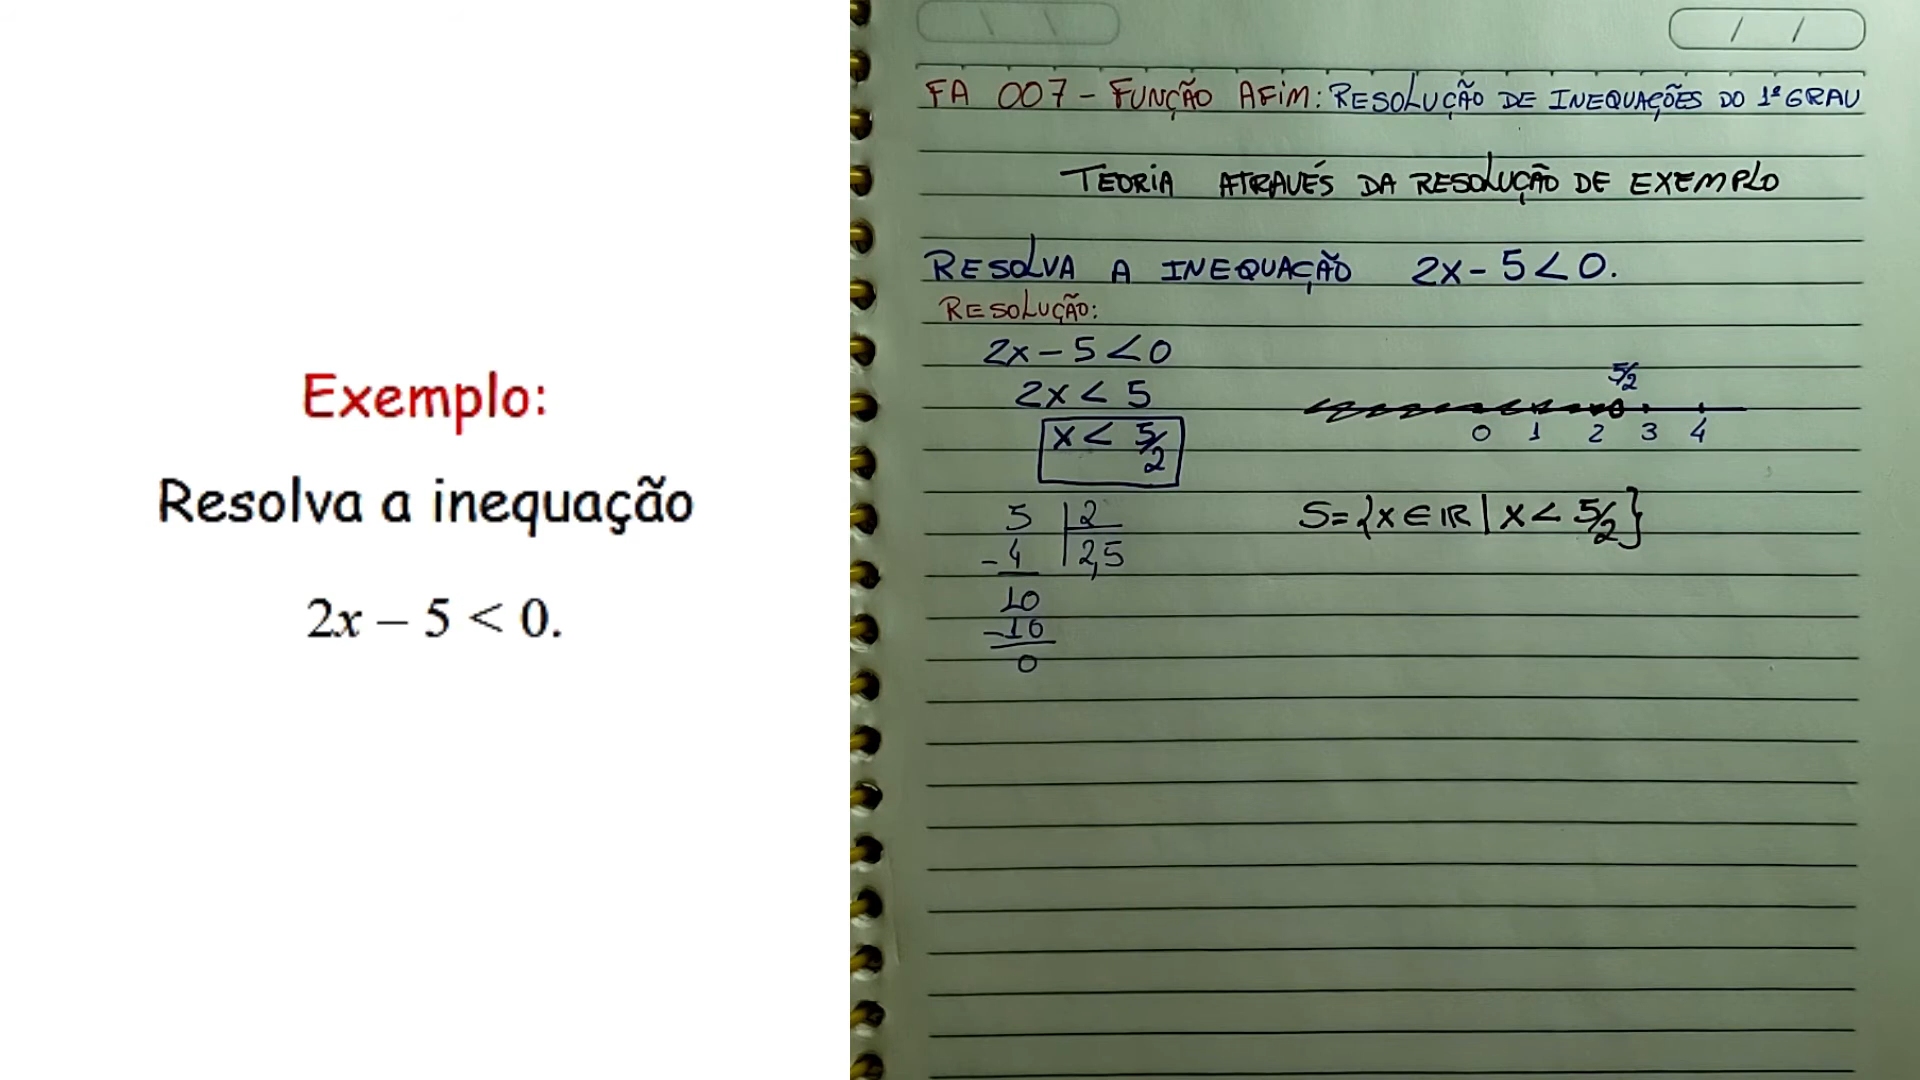 Exemplo:
Resolva a inequação
2x – 5 < 0.
/ /
FA 007 - FUNÇÃO AFIM: RESOLUÇÃO DE INEQUAÇÕES DO 1º GRAU
TEORIA ATRAVÉS DA RESOLUÇÃO DE EXEMPLO
RESOLVA A INEQUAÇÃO 2x - 5 < 0.
RESOLUÇÃO:
2x - 5 < 0
2x < 5
x < 5/2
5 | 2
- 4 | 2,5
10
- 10
0
5/2
0 1 2 3 4
S = {x ∈ IR | x < 5/2}